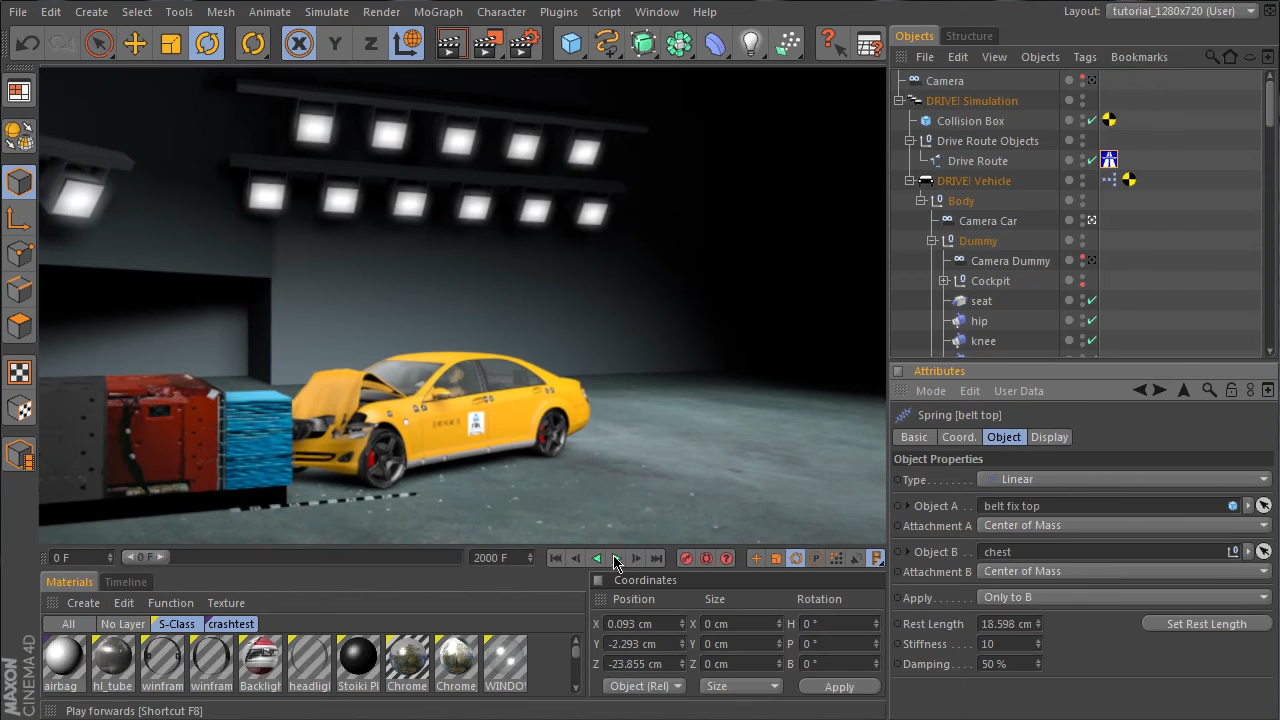 File Edit Create Select Tools Mesh Animate Simulate Render MoGraph Character Plugins Script Window Help Layout: tutorial_1280x720 (User)
X Y Z
Objects Structure
File Edit View Objects Tags Bookmarks
Camera
DRIVE! Simulation
Collision Box
Drive Route Objects
Drive Route
DRIVE! Vehicle
Body
Camera Car
Dummy
Camera Dummy
Cockpit
seat
hip
knee
Attributes
Mode Edit User Data
Spring [belt top]
Basic Coord. Object Display
Object Properties
Type Linear
Object A belt fix top
Attachment A Center of Mass
Object B chest
Attachment B Center of Mass
Apply Only to B
Rest Length 18.598 cm Set Rest Length
Stiffness 10
Damping 50 %
0 F 0 F 2000 F
Materials Timeline
Create Edit Function Texture
All No Layer S-Class crashtest
airbag hl_tube winfram winfram Backligh headligl Stoiki Pl Chrome Chrome WINDO
Coordinates
Position Size Rotation
X 0.093 cm X 0 cm H 0 °
Y -2.293 cm Y 0 cm P 0 °
Z -23.855 cm Z 0 cm B 0 °
Object (Rel) Size Apply
Play forwards [Shortcut F8]
MAXON
CINEMA 4D